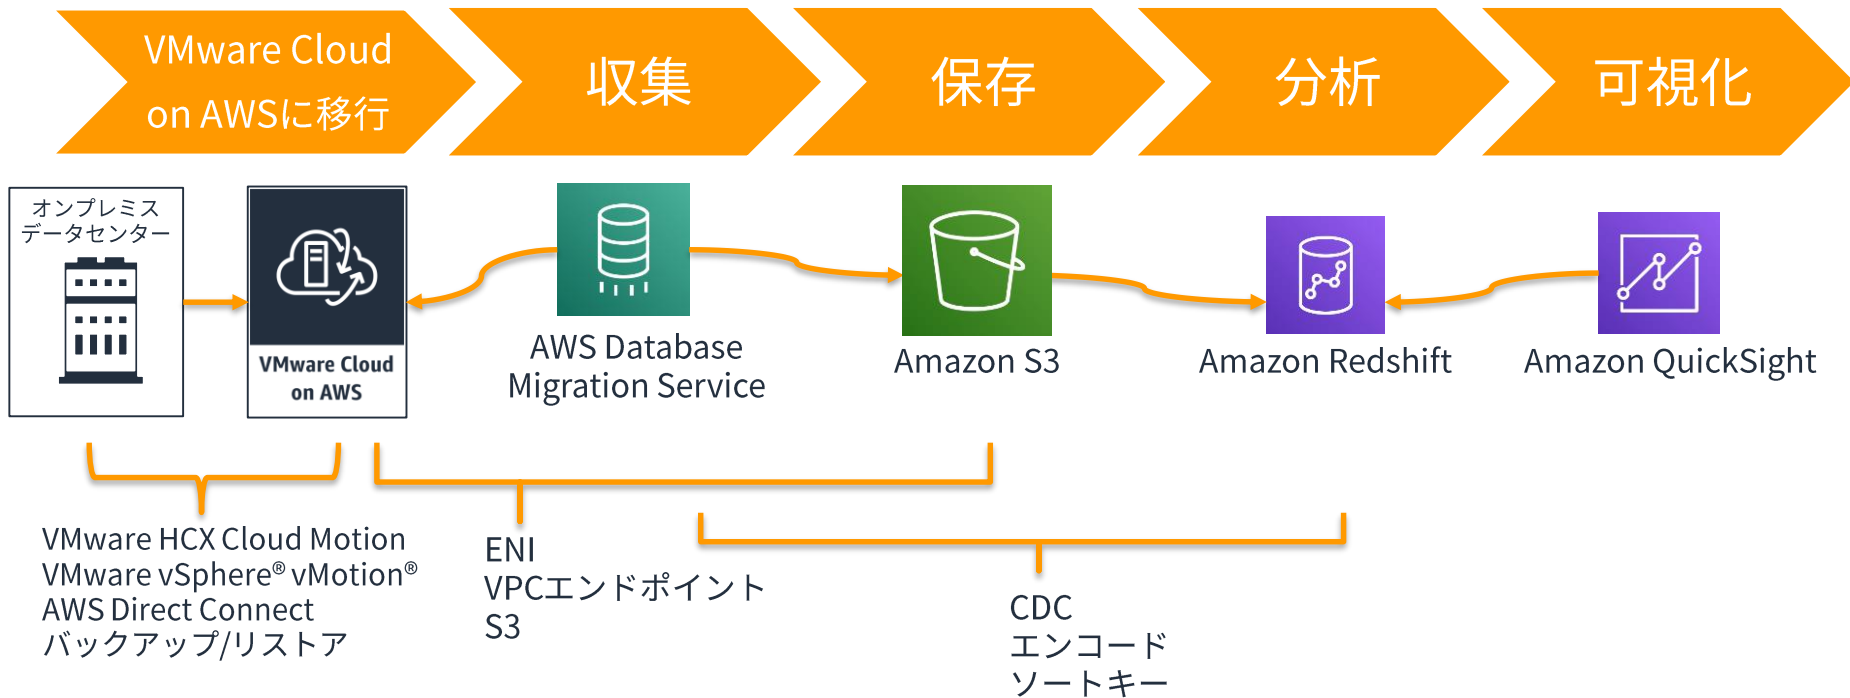 VMware Cloud
on AWSに移行
収集
保存
分析
可視化
オンプレミス
データセンター
VMware Cloud
on AWS
AWS Database
Migration Service
Amazon S3
Amazon Redshift
Amazon QuickSight
VMware HCX Cloud Motion
VMware vSphere® vMotion®
AWS Direct Connect
バックアップ/リストア
ENI
VPCエンドポイント
S3
CDC
エンコード
ソートキー